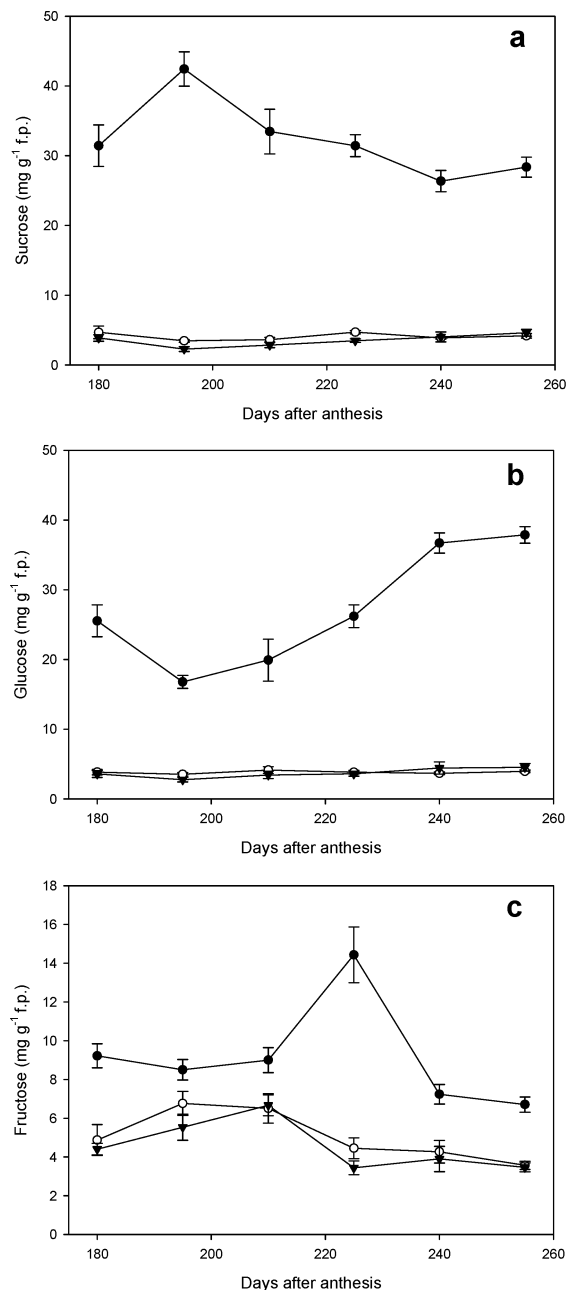 a
50
40
30
20
10
0
Sucrose (mg g-1 f.p.)
180 200 220 240 260
Days after anthesis
b
50
40
30
20
10
0
Glucose (mg g-1 f.p.)
180 200 220 240 260
Days after anthesis
c
18
16
14
12
10
8
6
4
2
0
Fructose (mg g-1 f.p.)
180 200 220 240 260
Days after anthesis